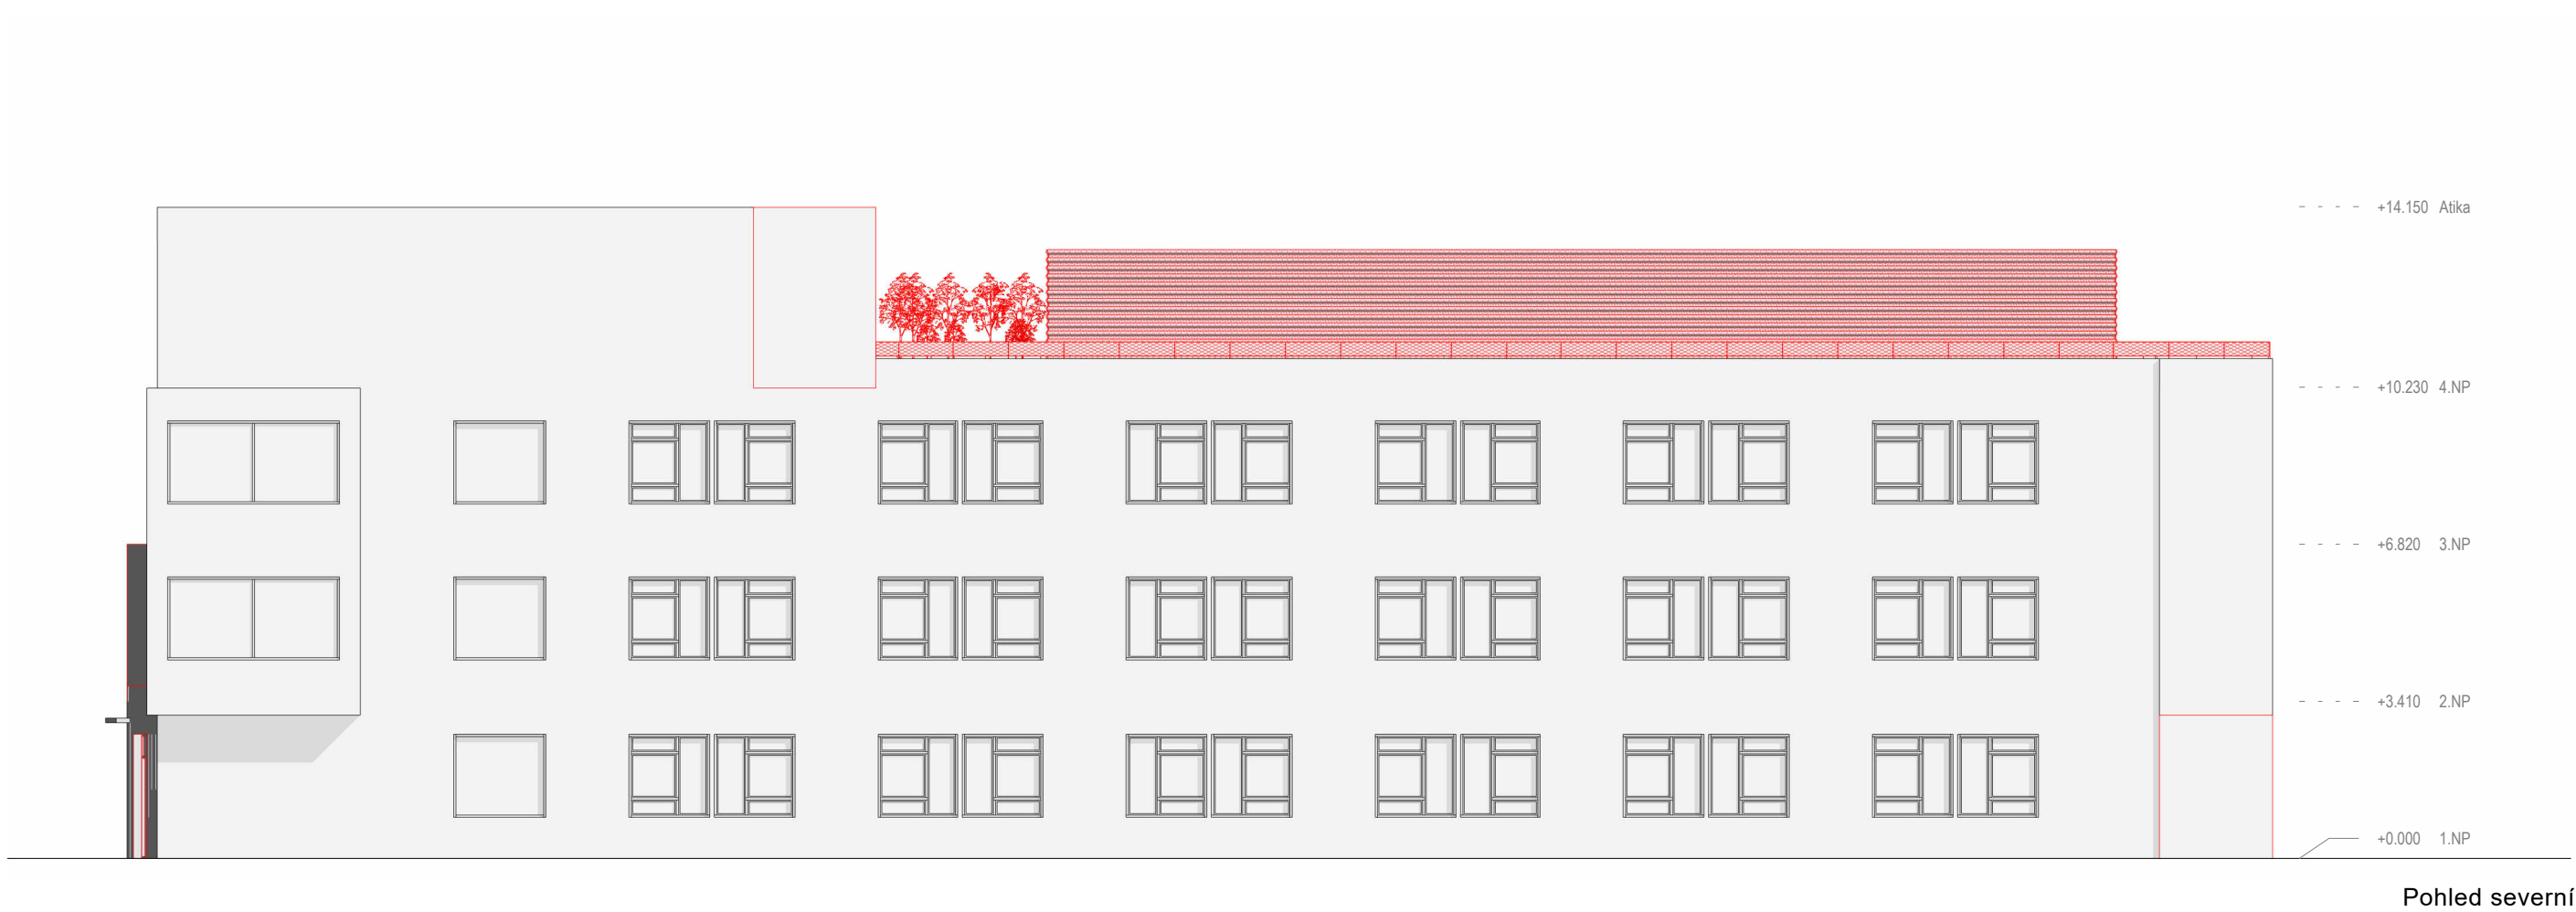 +14.150 Atika
+10.230 4.NP
+6.820 3.NP
+3.410 2.NP
+0.000 1.NP
Pohled severní